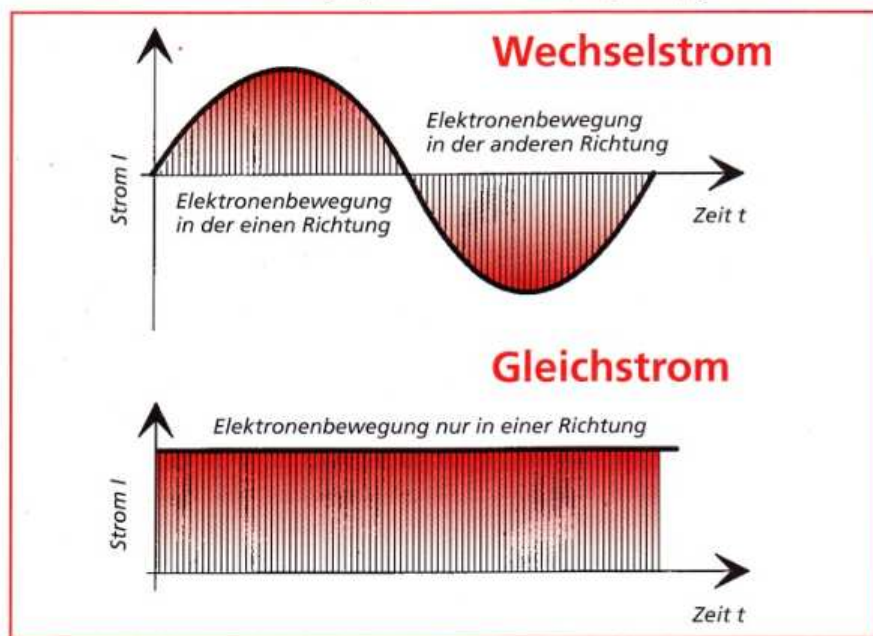 Wechselstrom
Elektronenbewegung
in der anderen Richtung
Strom I
Elektronenbewegung
in der einen Richtung
Zeit t
Gleichstrom
Elektronenbewegung nur in einer Richtung
Strom I
Zeit t